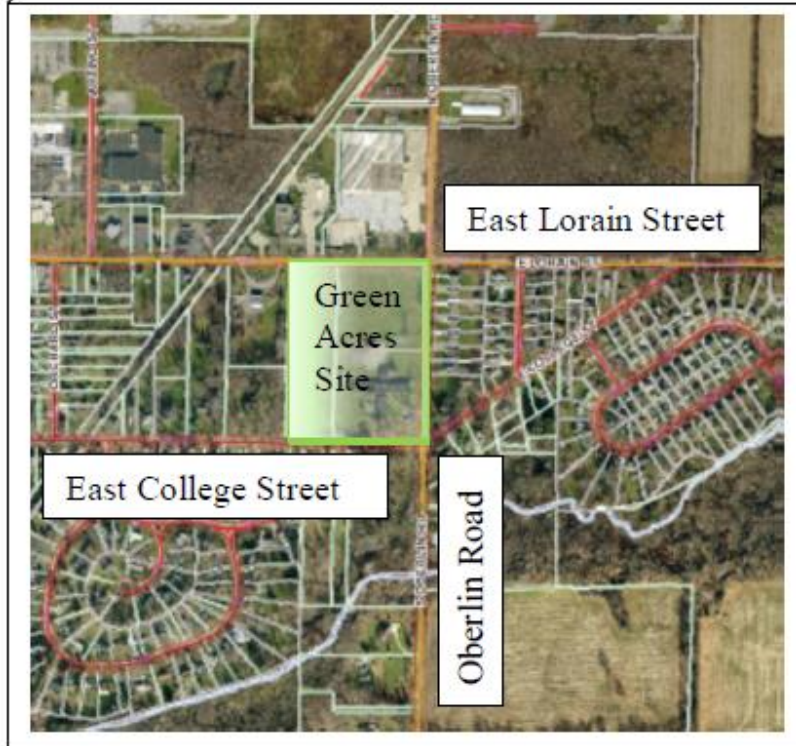 East Lorain Street
Green
Acres
Site
East College Street
Oberlin Road